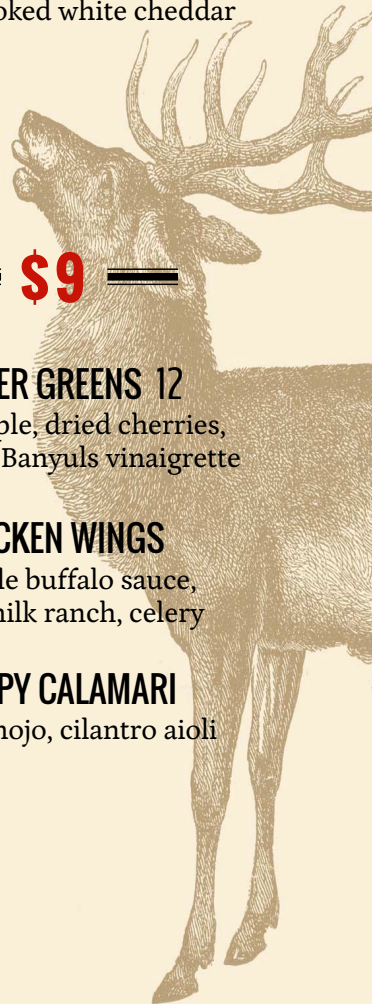 oked white cheddar
$9
ER GREENS 12
ple, dried cherries,
Banyuls vinaigrette
CKEN WINGS
le buffalo sauce,
nilk ranch, celery
PY CALAMARI
nojo, cilantro aioli